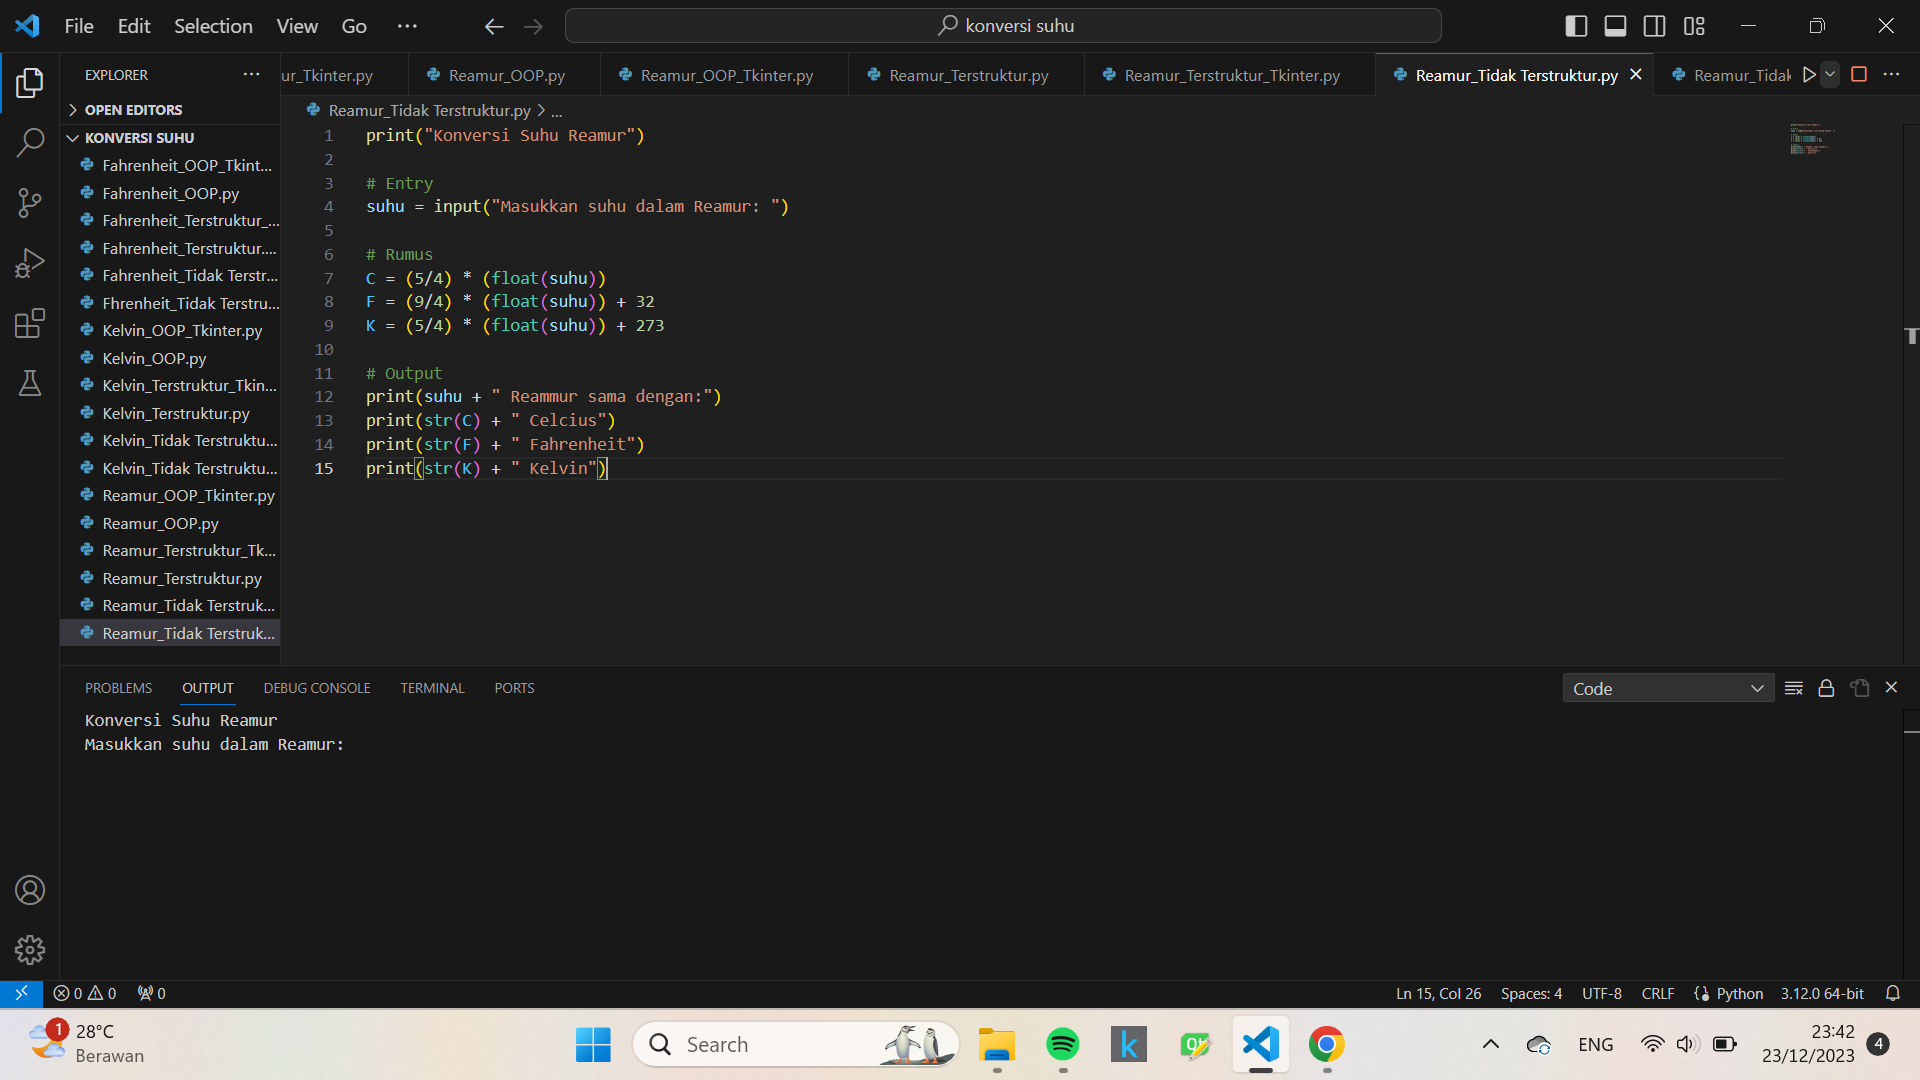 File Edit Selection View Go ··· konversi suhu
EXPLORER ···
ur_Tkinter.py Reamur_OOP.py Reamur_OOP_Tkinter.py Reamur_Terstruktur.py Reamur_Terstruktur_Tkinter.py Reamur_Tidak Terstruktur.py Reamur_Tidak ···
OPEN EDITORS
KONVERSI SUHU
Fahrenheit_OOP_Tkint...
Fahrenheit_OOP.py
Fahrenheit_Terstruktur_...
Fahrenheit_Terstruktur....
Fahrenheit_Tidak Terstr...
Fhrenheit_Tidak Terstru...
Kelvin_OOP_Tkinter.py
Kelvin_OOP.py
Kelvin_Terstruktur_Tkin...
Kelvin_Terstruktur.py
Kelvin_Tidak Terstruktu...
Kelvin_Tidak Terstruktu...
Reamur_OOP_Tkinter.py
Reamur_OOP.py
Reamur_Terstruktur_Tk...
Reamur_Terstruktur.py
Reamur_Tidak Terstruk...
Reamur_Tidak Terstruk...
Reamur_Tidak Terstruktur.py > ...
1 print("Konversi Suhu Reamur")
2
3 # Entry
4 suhu = input("Masukkan suhu dalam Reamur: ")
5
6 # Rumus
7 C = (5/4) * (float(suhu))
8 F = (9/4) * (float(suhu)) + 32
9 K = (5/4) * (float(suhu)) + 273
10
11 # Output
12 print(suhu + " Reammur sama dengan:")
13 print(str(C) + " Celcius")
14 print(str(F) + " Fahrenheit")
15 print(str(K) + " Kelvin")
PROBLEMS OUTPUT DEBUG CONSOLE TERMINAL PORTS Code
Konversi Suhu Reamur
Masukkan suhu dalam Reamur:
0 0 0 Ln 15, Col 26 Spaces: 4 UTF-8 CRLF Python 3.12.0 64-bit
1 28°C
Berawan
Search
k
Qt
ENG
23:42
23/12/2023
4